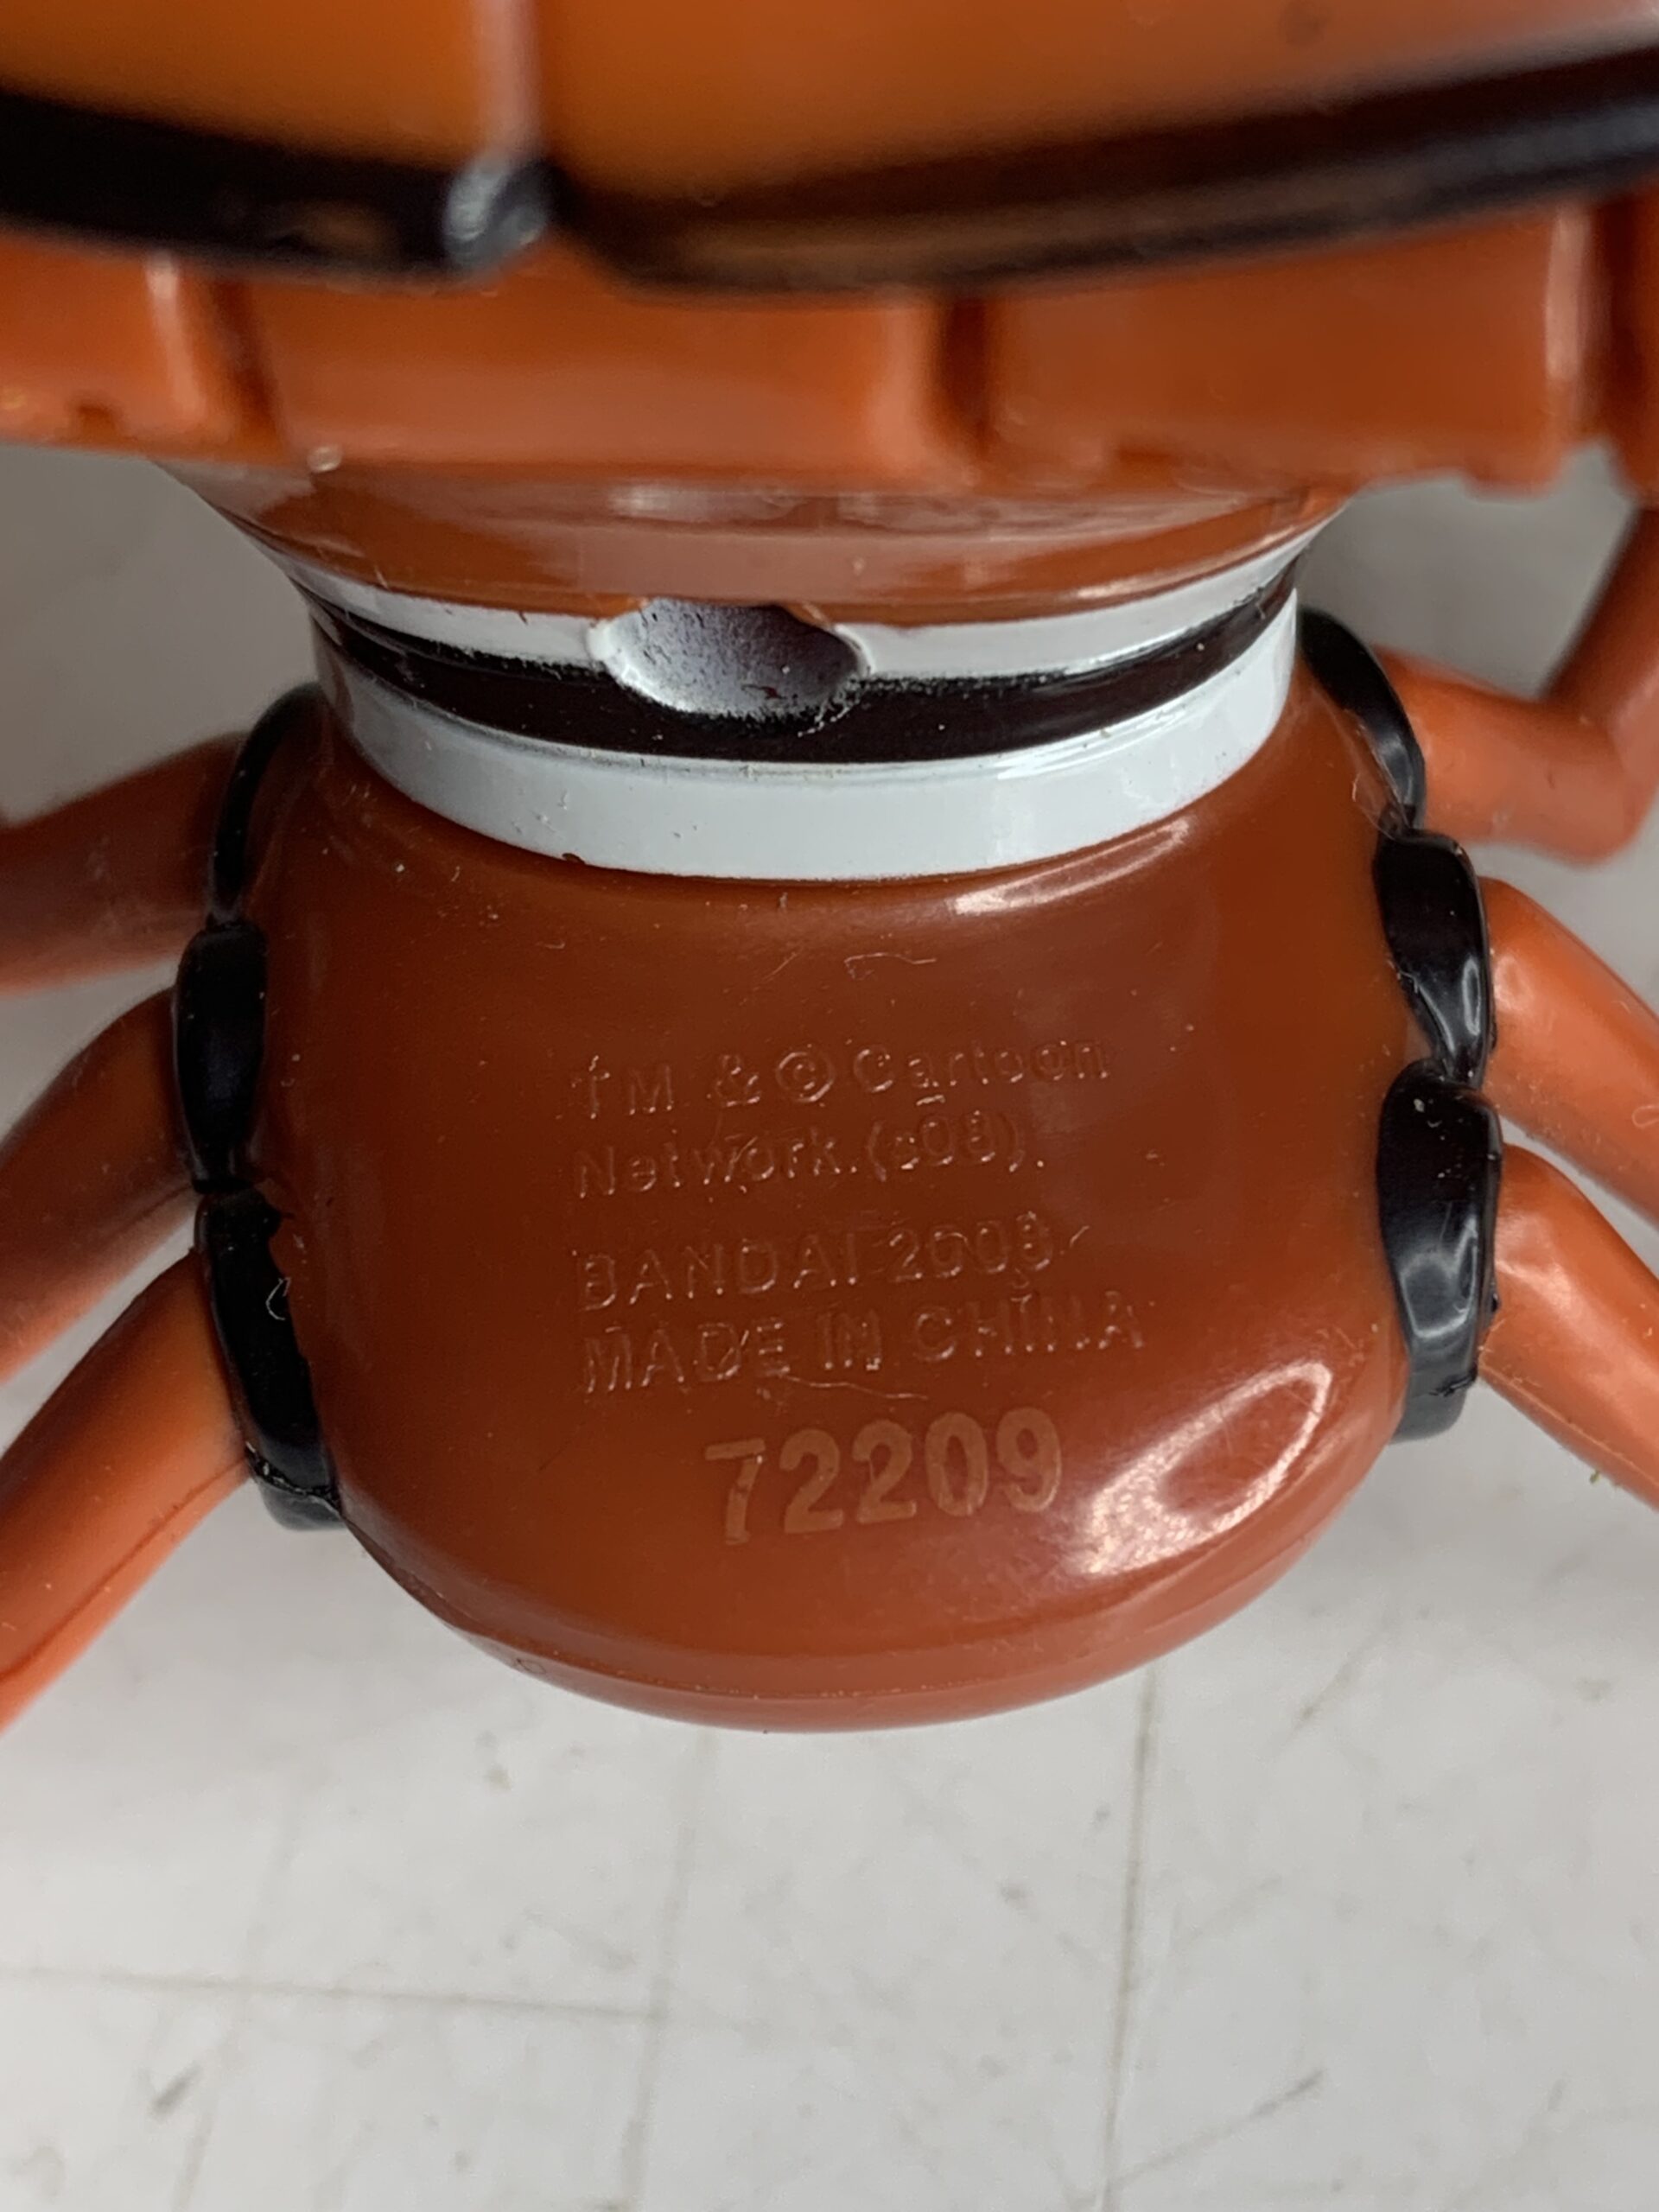 TM & © Cartoon
Network.(s08).
BANDAI 2008
MADE IN CHINA
72209